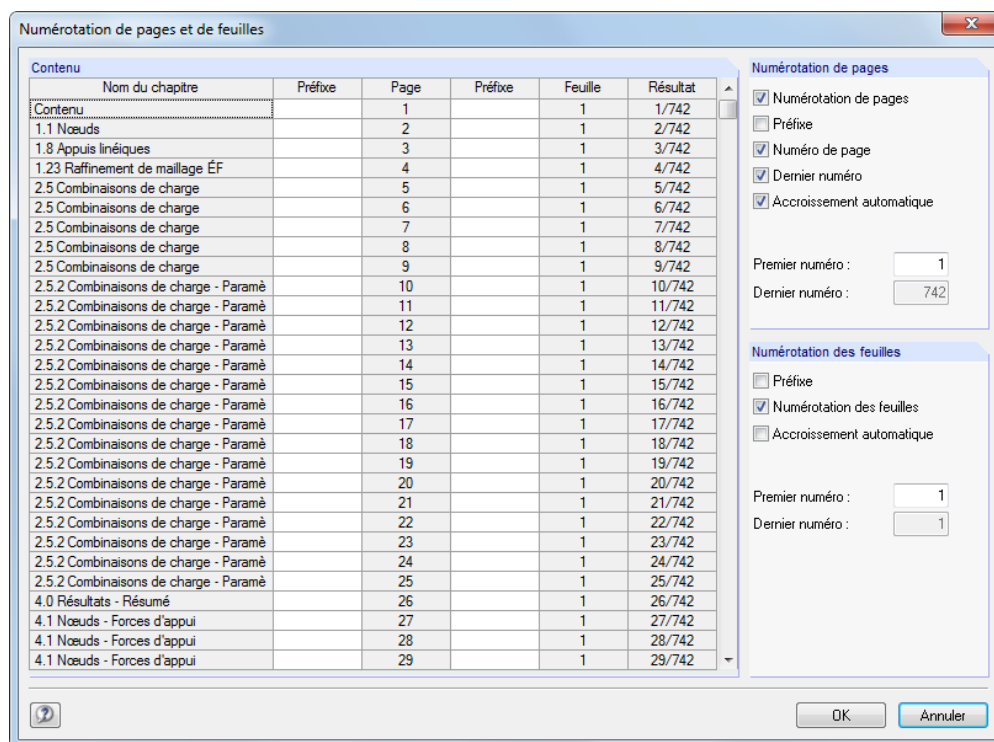 Numérotation de pages et de feuilles
Contenu
Nom du chapitre Préfixe Page Préfixe Feuille Résultat
Contenu 1 1 1/742
1.1 Nœuds 2 1 2/742
1.8 Appuis linéiques 3 1 3/742
1.23 Raffinement de maillage ÉF 4 1 4/742
2.5 Combinaisons de charge 5 1 5/742
2.5 Combinaisons de charge 6 1 6/742
2.5 Combinaisons de charge 7 1 7/742
2.5 Combinaisons de charge 8 1 8/742
2.5 Combinaisons de charge 9 1 9/742
2.5.2 Combinaisons de charge - Paramè 10 1 10/742
2.5.2 Combinaisons de charge - Paramè 11 1 11/742
2.5.2 Combinaisons de charge - Paramè 12 1 12/742
2.5.2 Combinaisons de charge - Paramè 13 1 13/742
2.5.2 Combinaisons de charge - Paramè 14 1 14/742
2.5.2 Combinaisons de charge - Paramè 15 1 15/742
2.5.2 Combinaisons de charge - Paramè 16 1 16/742
2.5.2 Combinaisons de charge - Paramè 17 1 17/742
2.5.2 Combinaisons de charge - Paramè 18 1 18/742
2.5.2 Combinaisons de charge - Paramè 19 1 19/742
2.5.2 Combinaisons de charge - Paramè 20 1 20/742
2.5.2 Combinaisons de charge - Paramè 21 1 21/742
2.5.2 Combinaisons de charge - Paramè 22 1 22/742
2.5.2 Combinaisons de charge - Paramè 23 1 23/742
2.5.2 Combinaisons de charge - Paramè 24 1 24/742
2.5.2 Combinaisons de charge - Paramè 25 1 25/742
4.0 Résultats - Résumé 26 1 26/742
4.1 Nœuds - Forces d'appui 27 1 27/742
4.1 Nœuds - Forces d'appui 28 1 28/742
4.1 Nœuds - Forces d'appui 29 1 29/742
Numérotation de pages
Numérotation de pages
Préfixe
Numéro de page
Dernier numéro
Accroissement automatique
Premier numéro : 1
Dernier numéro : 742
Numérotation des feuilles
Préfixe
Numérotation des feuilles
Accroissement automatique
Premier numéro : 1
Dernier numéro : 1
OK Annuler